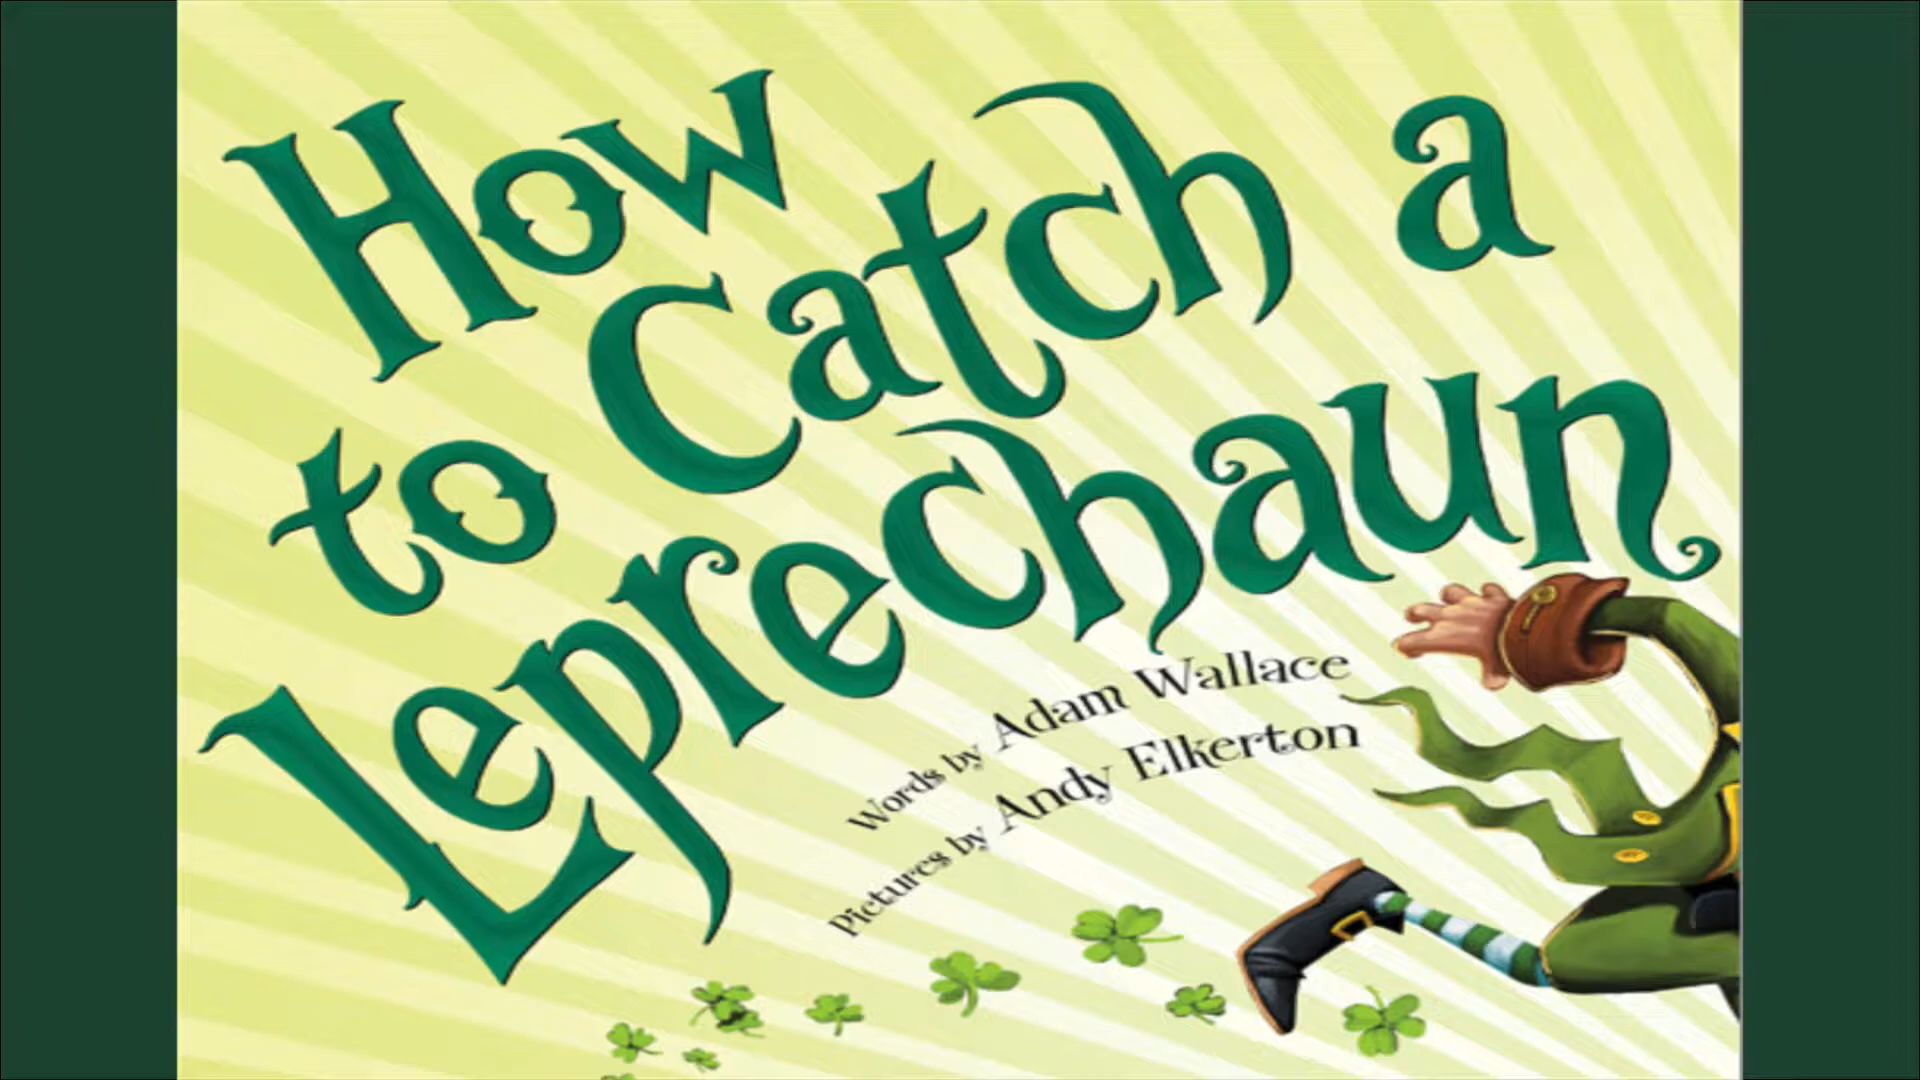 How
to Catch a
Leprechaun
Words by Adam Wallace
Pictures by Andy Elkerton